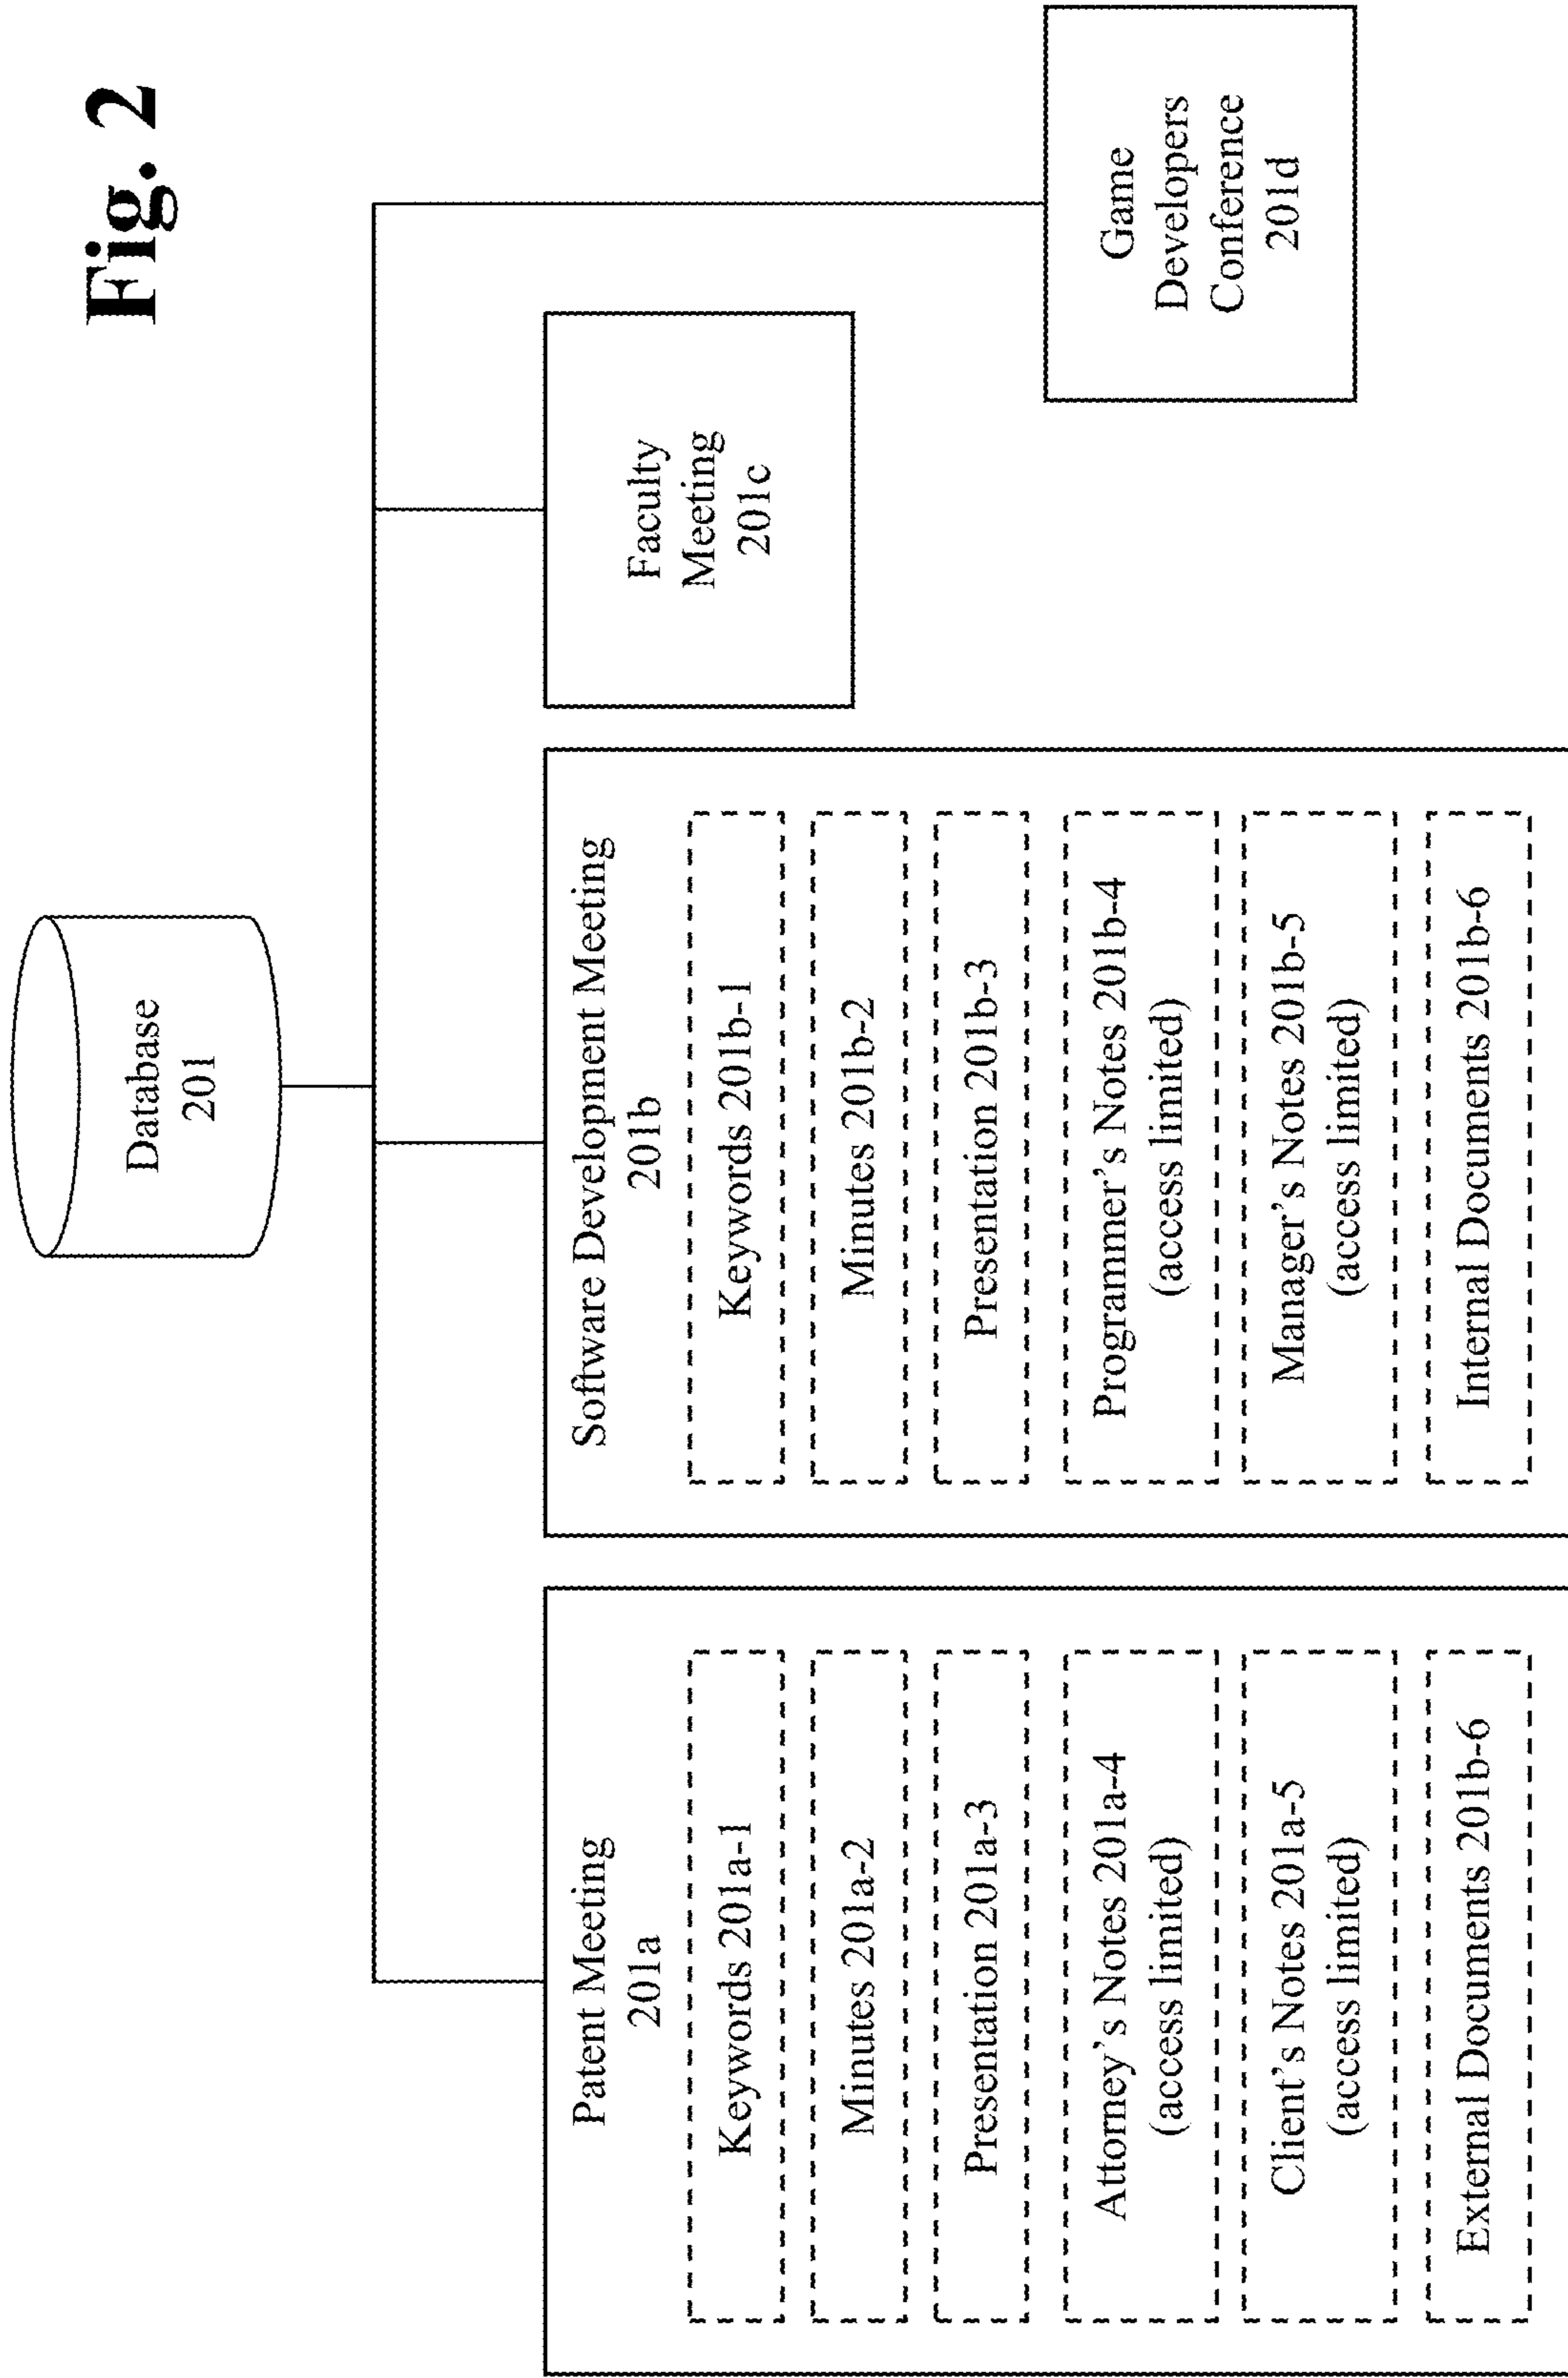 Fig. 2
Database
201
Patent Meeting
201a
Keywords 201a-1
Minutes 201a-2
Presentation 201a-3
Attorney's Notes 201a-4
(access limited)
Client's Notes 201a-5
(access limited)
External Documents 201b-6
Software Development Meeting
201b
Keywords 201b-1
Minutes 201b-2
Presentation 201b-3
Programmer's Notes 201b-4
(access limited)
Manager's Notes 201b-5
(access limited)
Internal Documents 201b-6
Faculty
Meeting
201c
Game
Developers
Conference
201d